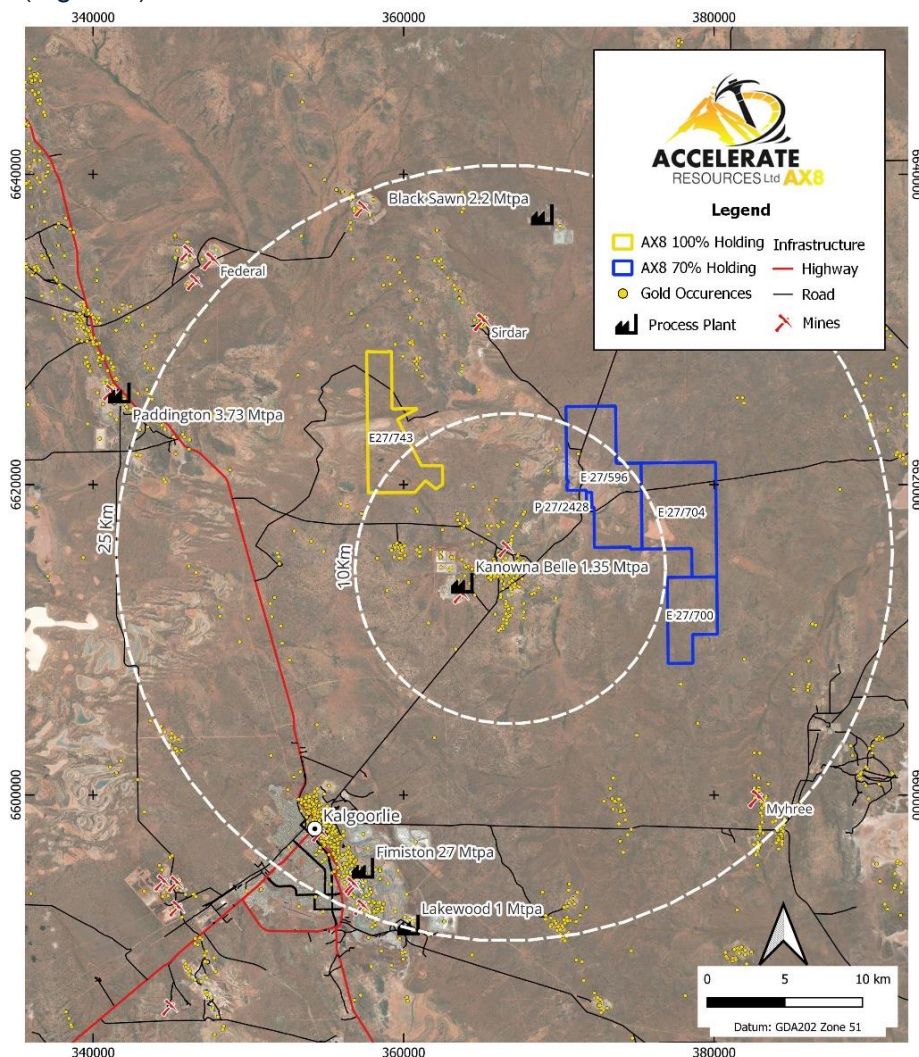 340000 360000 380000
ACCELERATE
RESOURCES Ltd AX8
Legend
AX8 100% Holding
AX8 70% Holding
Gold Occurences
Process Plant
Infrastructure
Highway
Road
Mines
6640000
6640000
Black Sawn 2.2 Mtpa
Federal
Sirdar
Paddington 3.73 Mtpa
E27/743
E 27/596
6620000
6620000
P 27/2428
E 27/704
25 Km
10Km
Kanowna Belle 1.35 Mtpa
E 27/700
6600000
6600000
Myhree
Kalgoorlie
Fimiston 27 Mtpa
Lakewood 1 Mtpa
0 5 10 km
Datum: GDA202 Zone 51
340000 360000 380000